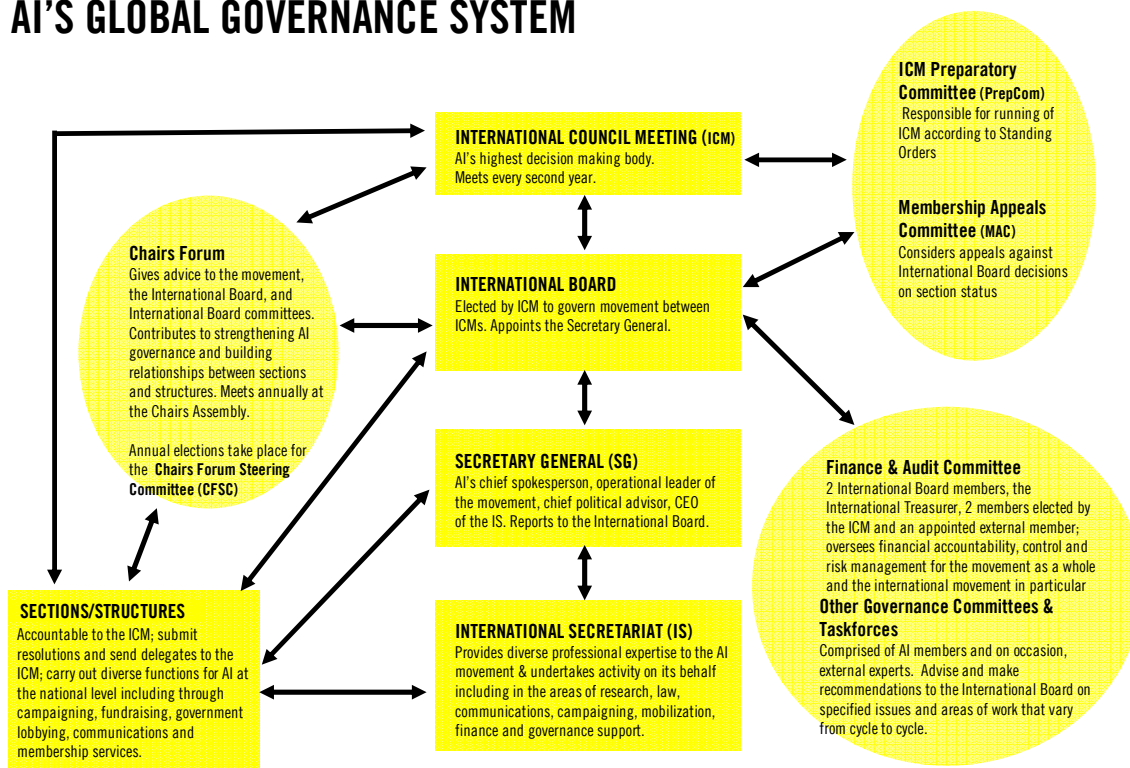 AI'S GLOBAL GOVERNANCE SYSTEM
INTERNATIONAL COUNCIL MEETING (ICM)
AI's highest decision making body.
Meets every second year.
ICM Preparatory
Committee (PrepCom)
Responsible for running of
ICM according to Standing
Orders
Membership Appeals
Committee (MAC)
Considers appeals against
International Board decisions
on section status
Chairs Forum
Gives advice to the movement,
the International Board, and
International Board committees.
Contributes to strengthening AI
governance and building
relationships between sections
and structures. Meets annually at
the Chairs Assembly.
Annual elections take place for
the Chairs Forum Steering
Committee (CFSC)
INTERNATIONAL BOARD
Elected by ICM to govern movement between
ICMs. Appoints the Secretary General.
SECRETARY GENERAL (SG)
AI's chief spokesperson, operational leader of
the movement, chief political advisor, CEO
of the IS. Reports to the International Board.
Finance & Audit Committee
2 International Board members, the
International Treasurer, 2 members elected by
the ICM and an appointed external member;
oversees financial accountability, control and
risk management for the movement as a whole
and the international movement in particular
Other Governance Committees &
Taskforces
Comprised of AI members and on occasion,
external experts. Advise and make
recommendations to the International Board on
specified issues and areas of work that vary
from cycle to cycle.
SECTIONS/STRUCTURES
Accountable to the ICM; submit
resolutions and send delegates to the
ICM; carry out diverse functions for AI at
the national level including through
campaigning, fundraising, government
lobbying, communications and
membership services.
INTERNATIONAL SECRETARIAT (IS)
Provides diverse professional expertise to the AI
movement & undertakes activity on its behalf
including in the areas of research, law,
communications, campaigning, mobilization,
finance and governance support.